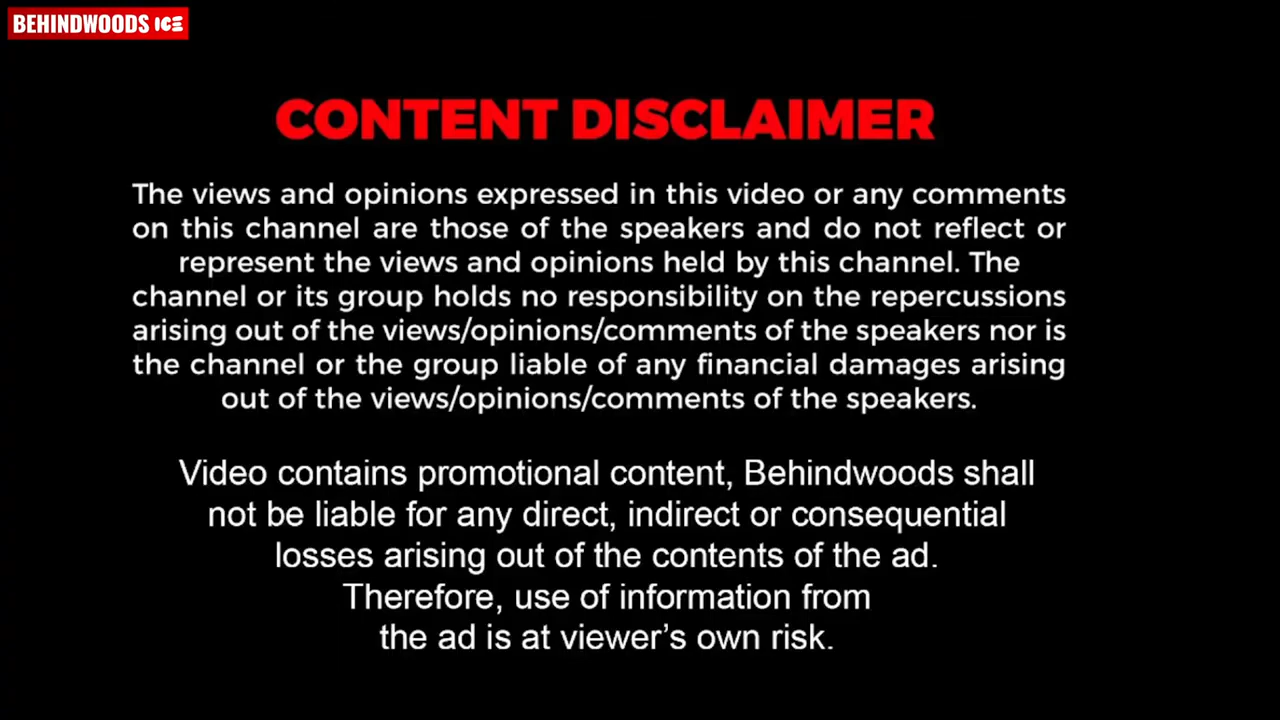 BEHINDWOODS ICE
CONTENT DISCLAIMER
The views and opinions expressed in this video or any comments
on this channel are those of the speakers and do not reflect or
represent the views and opinions held by this channel. The
channel or its group holds no responsibility on the repercussions
arising out of the views/opinions/comments of the speakers nor is
the channel or the group liable of any financial damages arising
out of the views/opinions/comments of the speakers.
Video contains promotional content, Behindwoods shall
not be liable for any direct, indirect or consequential
losses arising out of the contents of the ad.
Therefore, use of information from
the ad is at viewer’s own risk.